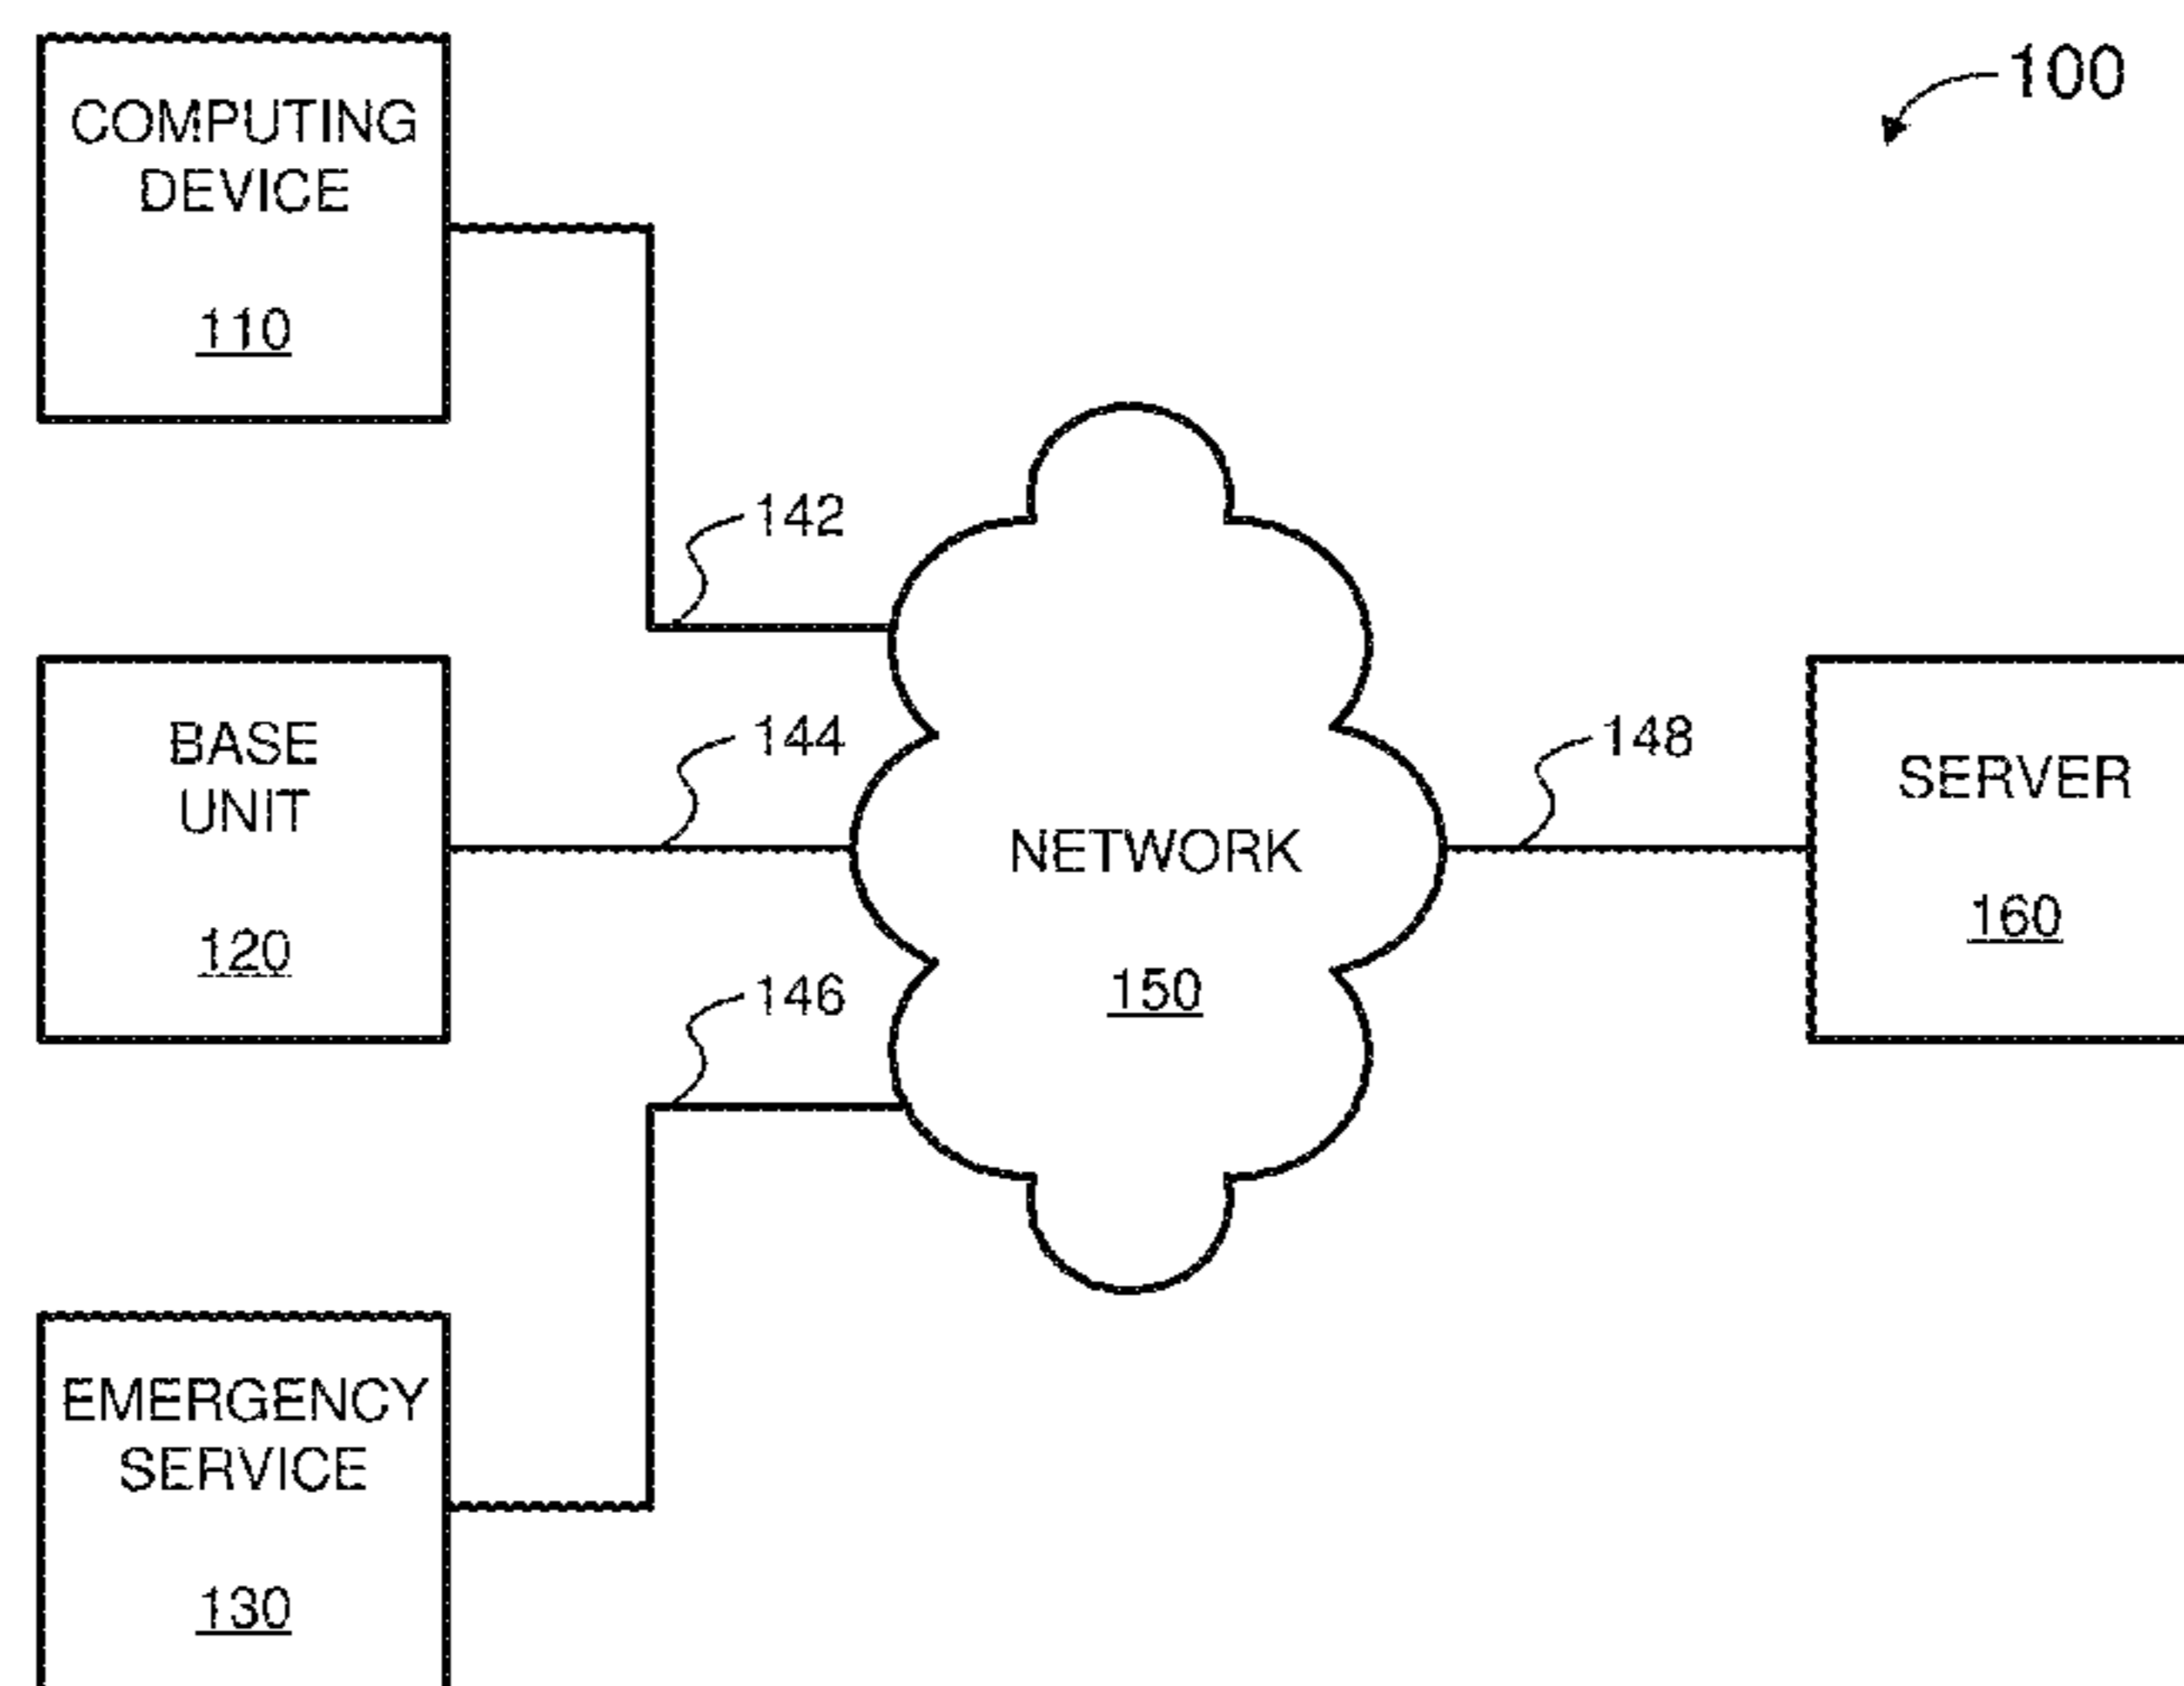 COMPUTING
DEVICE
110
100
142
BASE
UNIT
120
144
NETWORK
150
148
SERVER
160
146
EMERGENCY
SERVICE
130